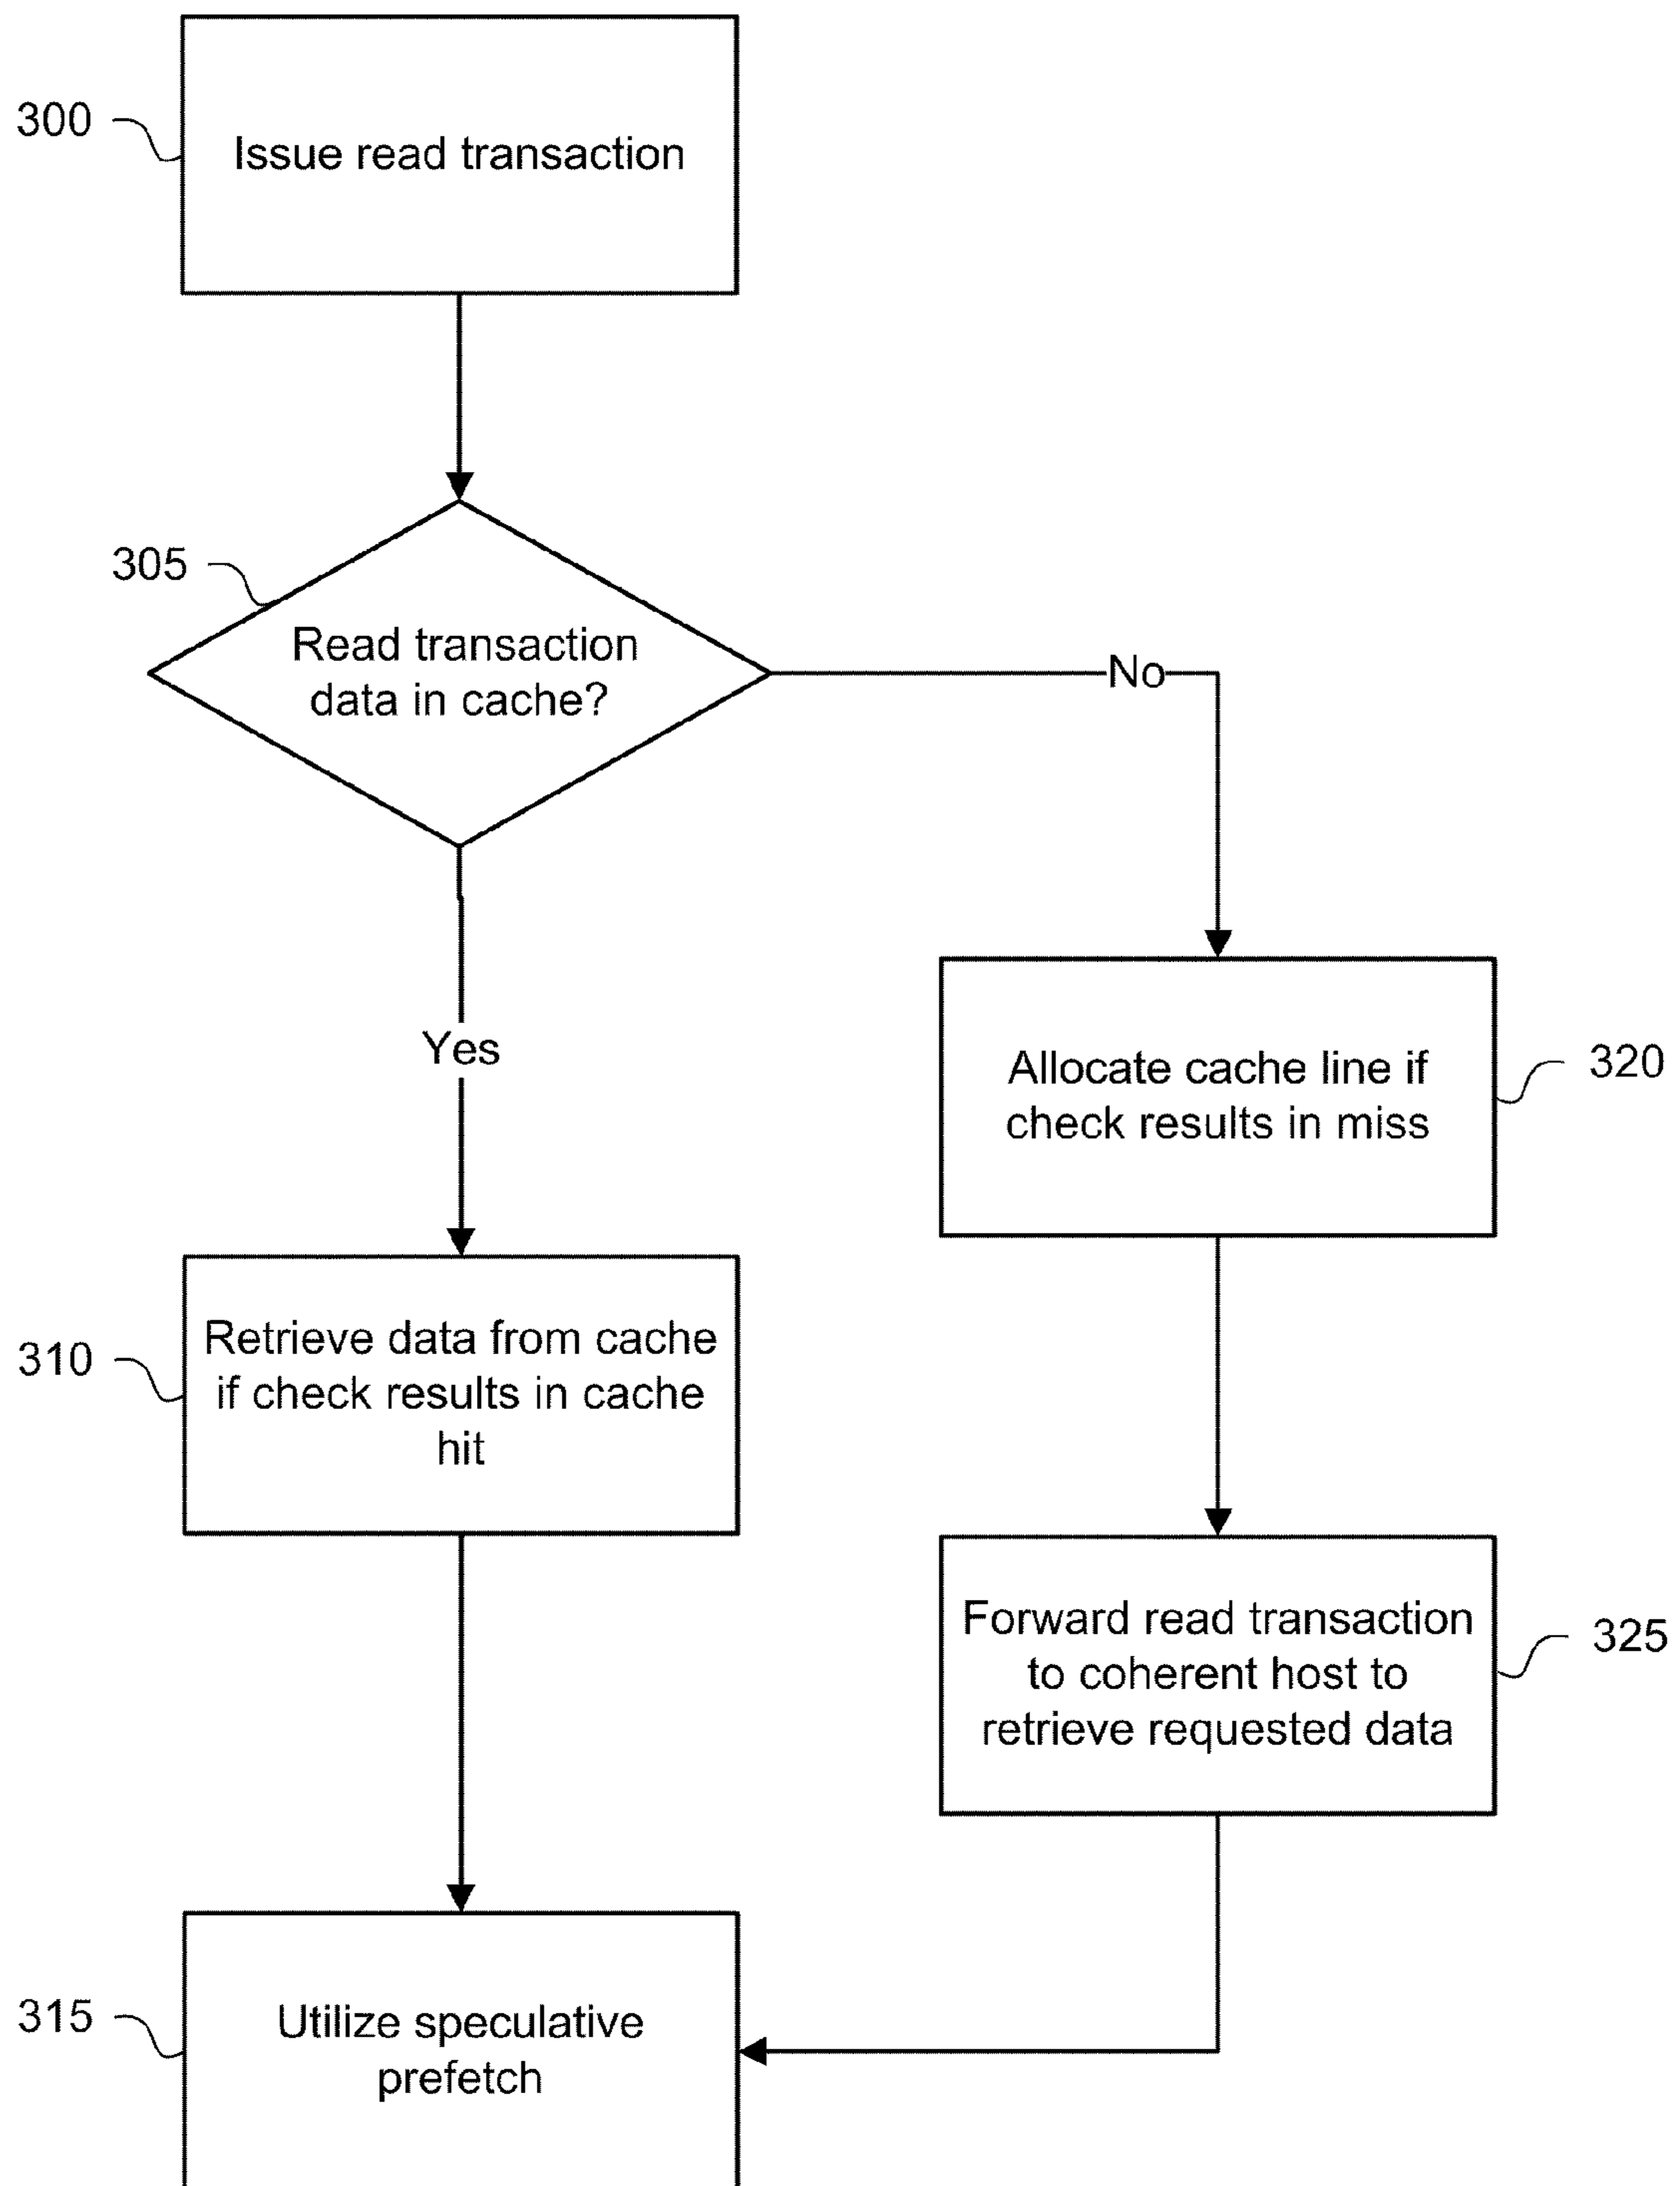 300
Issue read transaction
305
Read transaction
data in cache?
No
Yes
320
Allocate cache line if
check results in miss
310
Retrieve data from cache
if check results in cache
hit
325
Forward read transaction
to coherent host to
retrieve requested data
315
Utilize speculative
prefetch